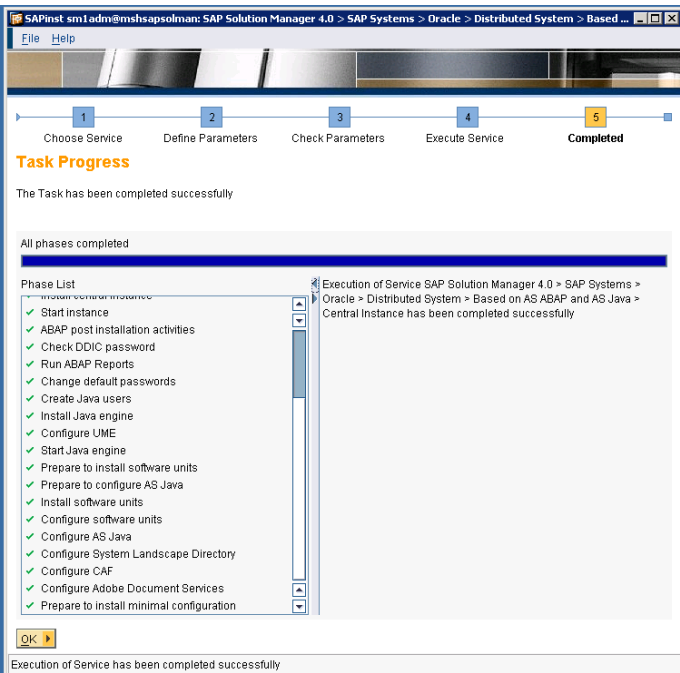 SAPinst sm1adm@mshsapsolman: SAP Solution Manager 4.0 > SAP Systems > Oracle > Distributed System > Based ...
File Help
1 2 3 4 5
Choose Service Define Parameters Check Parameters Execute Service Completed
Task Progress
The Task has been completed successfully
All phases completed
Phase List
Install central instance
Start instance
ABAP post installation activities
Check DDIC password
Run ABAP Reports
Change default passwords
Create Java users
Install Java engine
Configure UME
Start Java engine
Prepare to install software units
Prepare to configure AS Java
Install software units
Configure software units
Configure AS Java
Configure System Landscape Directory
Configure CAF
Configure Adobe Document Services
Prepare to install minimal configuration
Execution of Service SAP Solution Manager 4.0 > SAP Systems >
Oracle > Distributed System > Based on AS ABAP and AS Java >
Central Instance has been completed successfully
OK
Execution of Service has been completed successfully